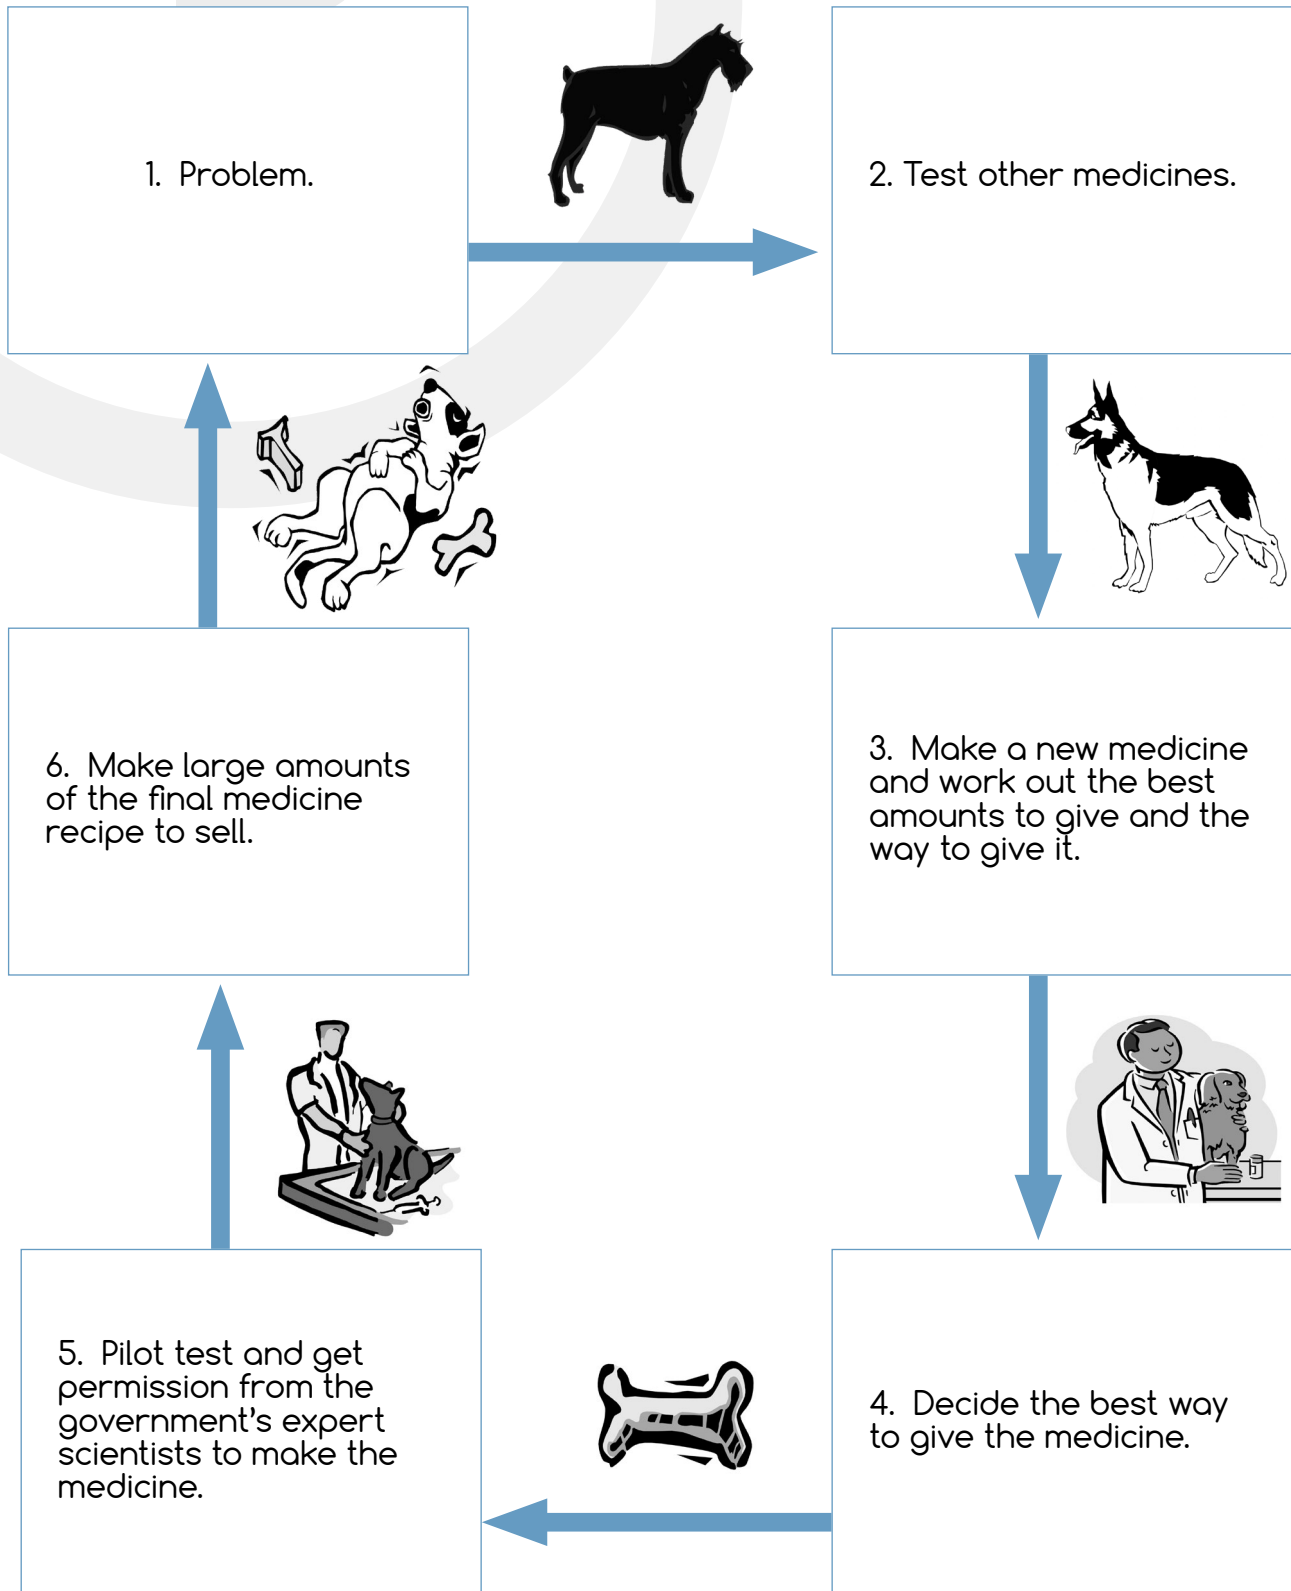 1. Problem.
2. Test other medicines.
3. Make a new medicine
and work out the best
amounts to give and the
way to give it.
4. Decide the best way
to give the medicine.
5. Pilot test and get
permission from the
government's expert
scientists to make the
medicine.
6. Make large amounts
of the final medicine
recipe to sell.